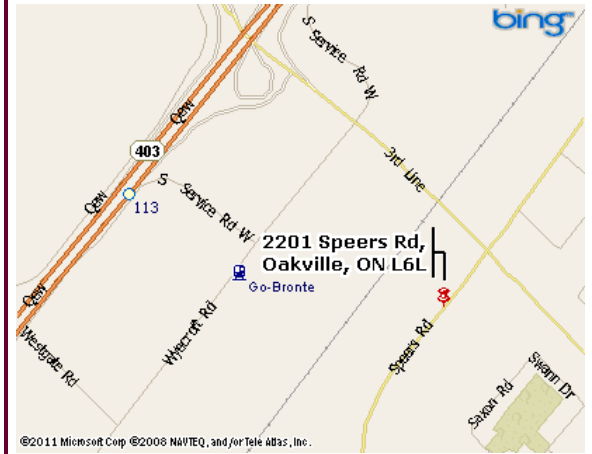 bing
S Service Rd W
Qew
403
3rd Line
Qew
113
S Service Rd W
2201 Speers Rd,
Oakville, ON L6L
Go-Bronte
Qew
Westgate Rd
Wyecroft Rd
Speers Rd
Swann Dr
Saxon Rd
©2011 Microsoft Corp ©2008 NAVTEQ, and/or Tele Atlas, Inc.